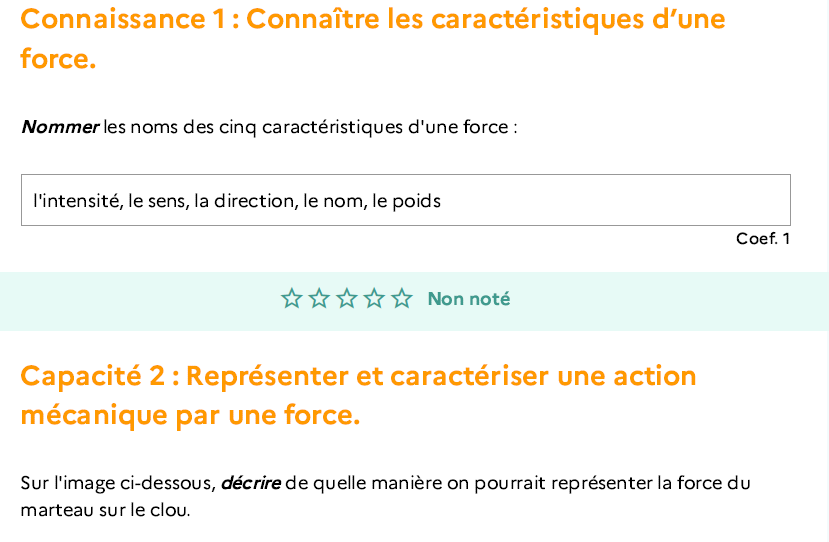 Connaissance 1 : Connaître les caractéristiques d’une
force.
Nommer les noms des cinq caractéristiques d'une force :
l'intensité, le sens, la direction, le nom, le poids
Coef. 1
Non noté
Capacité 2 : Représenter et caractériser une action
mécanique par une force.
Sur l'image ci-dessous, décrire de quelle manière on pourrait représenter la force du
marteau sur le clou.